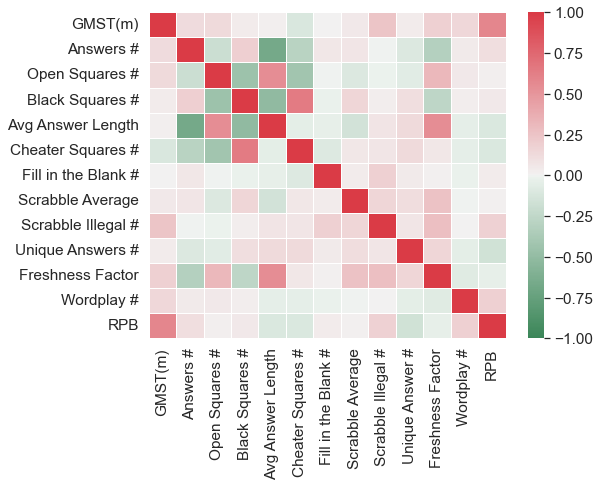 GMST(m)
Answers #
Open Squares #
Black Squares #
Avg Answer Length
Cheater Squares #
Fill in the Blank #
Scrabble Average
Scrabble Illegal #
Unique Answers #
Freshness Factor
Wordplay #
RPB
GMST(m)
Answers #
Open Squares #
Black Squares #
Avg Answer Length
Cheater Squares #
Fill in the Blank #
Scrabble Average
Scrabble Illegal #
Unique Answer #
Freshness Factor
Wordplay #
RPB
1.00
0.75
0.50
0.25
0.00
−0.25
−0.50
−0.75
−1.00